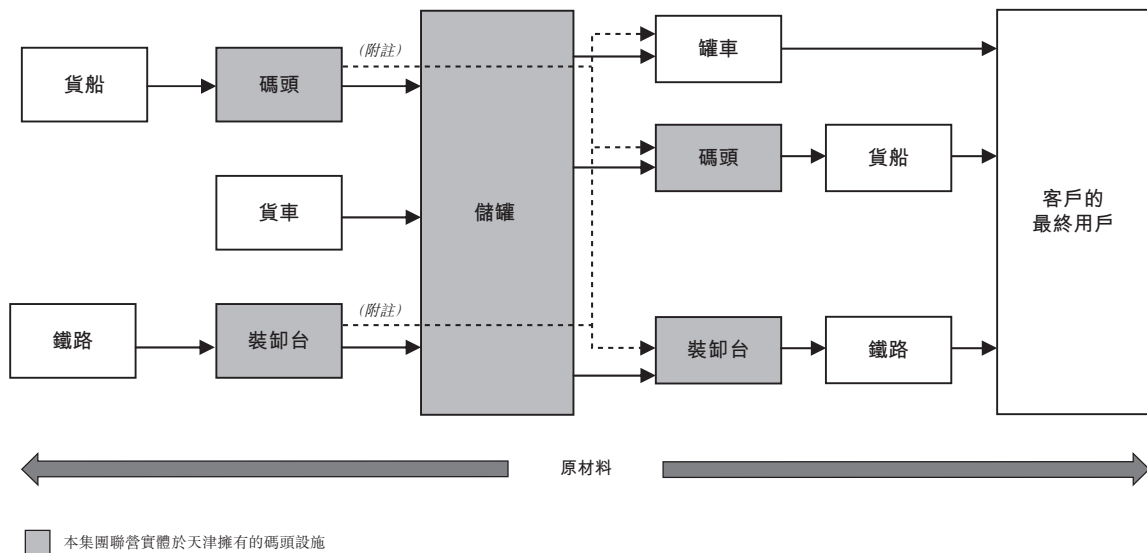 (附註)
罐車
貨船
碼頭
碼頭
貨船
貨車
儲罐
客戶的
最終用戶
(附註)
鐵路
裝卸台
裝卸台
鐵路
原材料
本集團聯營實體於天津擁有的碼頭設施